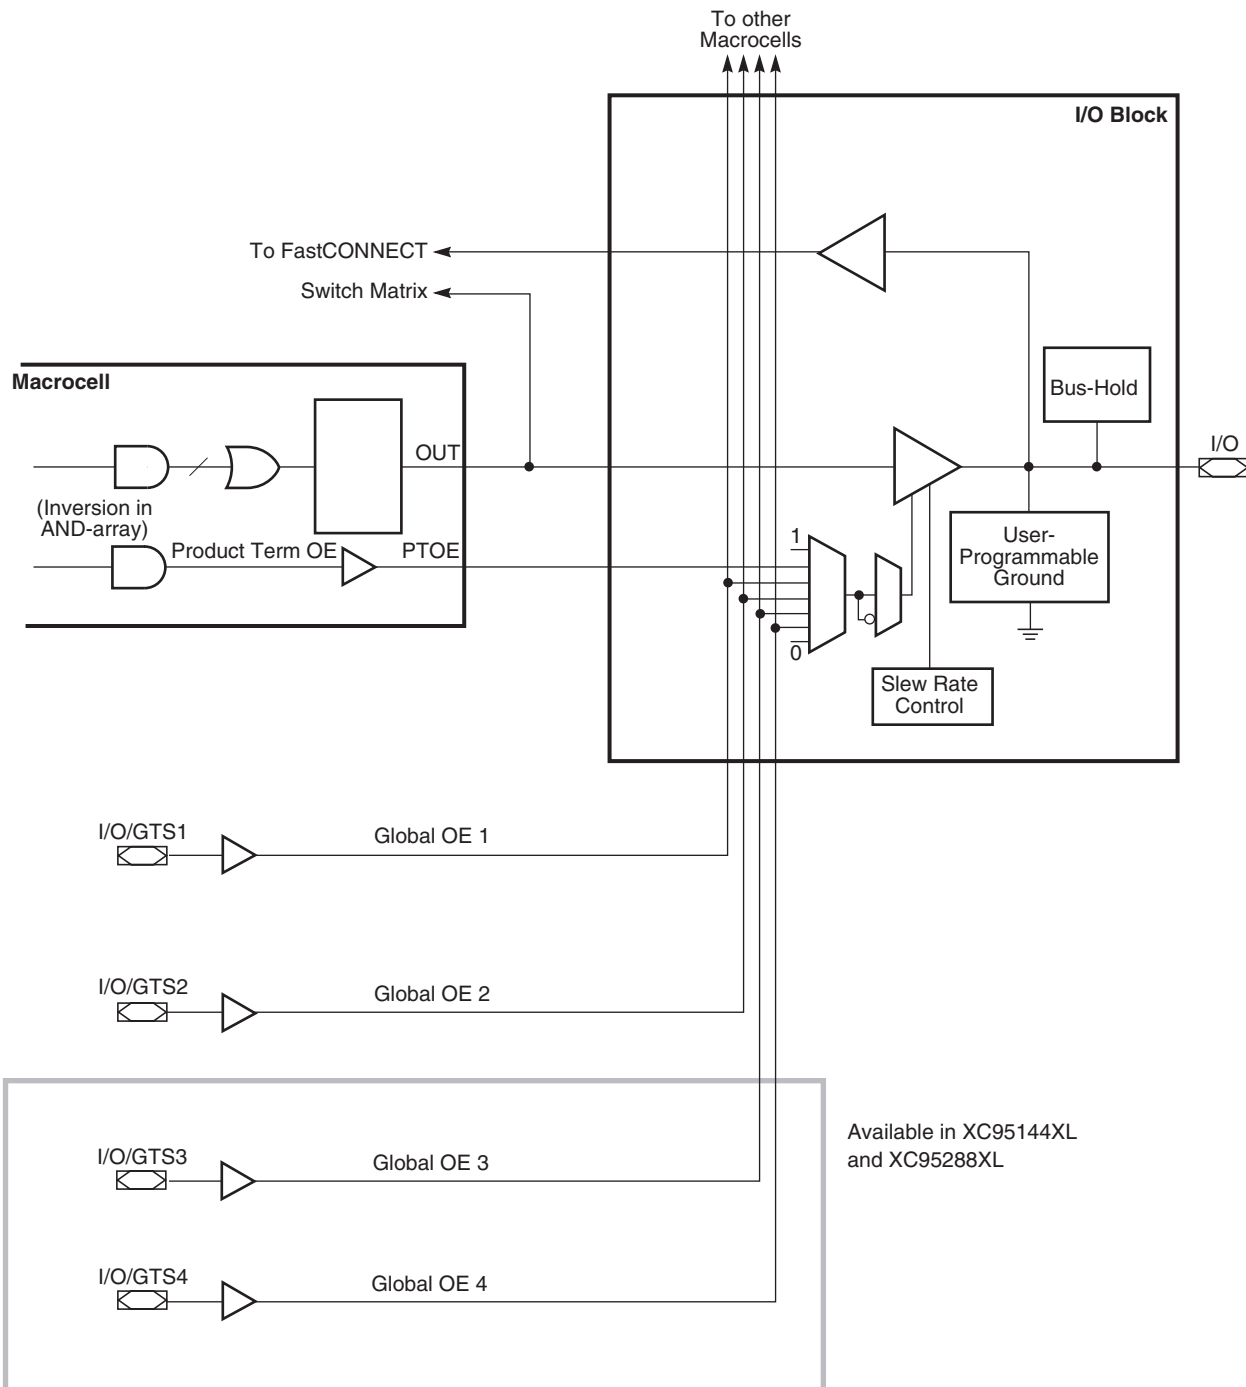 To other
Macrocells
I/O Block
To FastCONNECT
Switch Matrix
Macrocell
Bus-Hold
OUT
I/O
(Inversion in
AND-array)
Product Term OE
PTOE
1
User-
Programmable
Ground
0
Slew Rate
Control
I/O/GTS1
Global OE 1
I/O/GTS2
Global OE 2
Available in XC95144XL
and XC95288XL
I/O/GTS3
Global OE 3
I/O/GTS4
Global OE 4